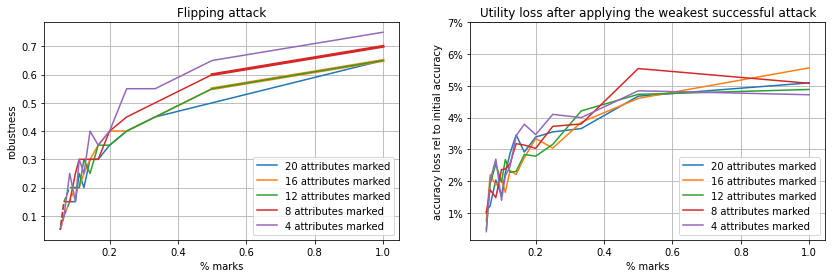 Flipping attack
robustness
0.7
0.6
0.5
0.4
0.3
0.2
0.1
0.2
0.4
0.6
0.8
1.0
% marks
20 attributes marked
16 attributes marked
12 attributes marked
8 attributes marked
4 attributes marked
Utility loss after applying the weakest successful attack
accuracy loss rel to initial accuracy
7%
6%
5%
4%
3%
2%
1%
0.2
0.4
0.6
0.8
1.0
% marks
20 attributes marked
16 attributes marked
12 attributes marked
8 attributes marked
4 attributes marked